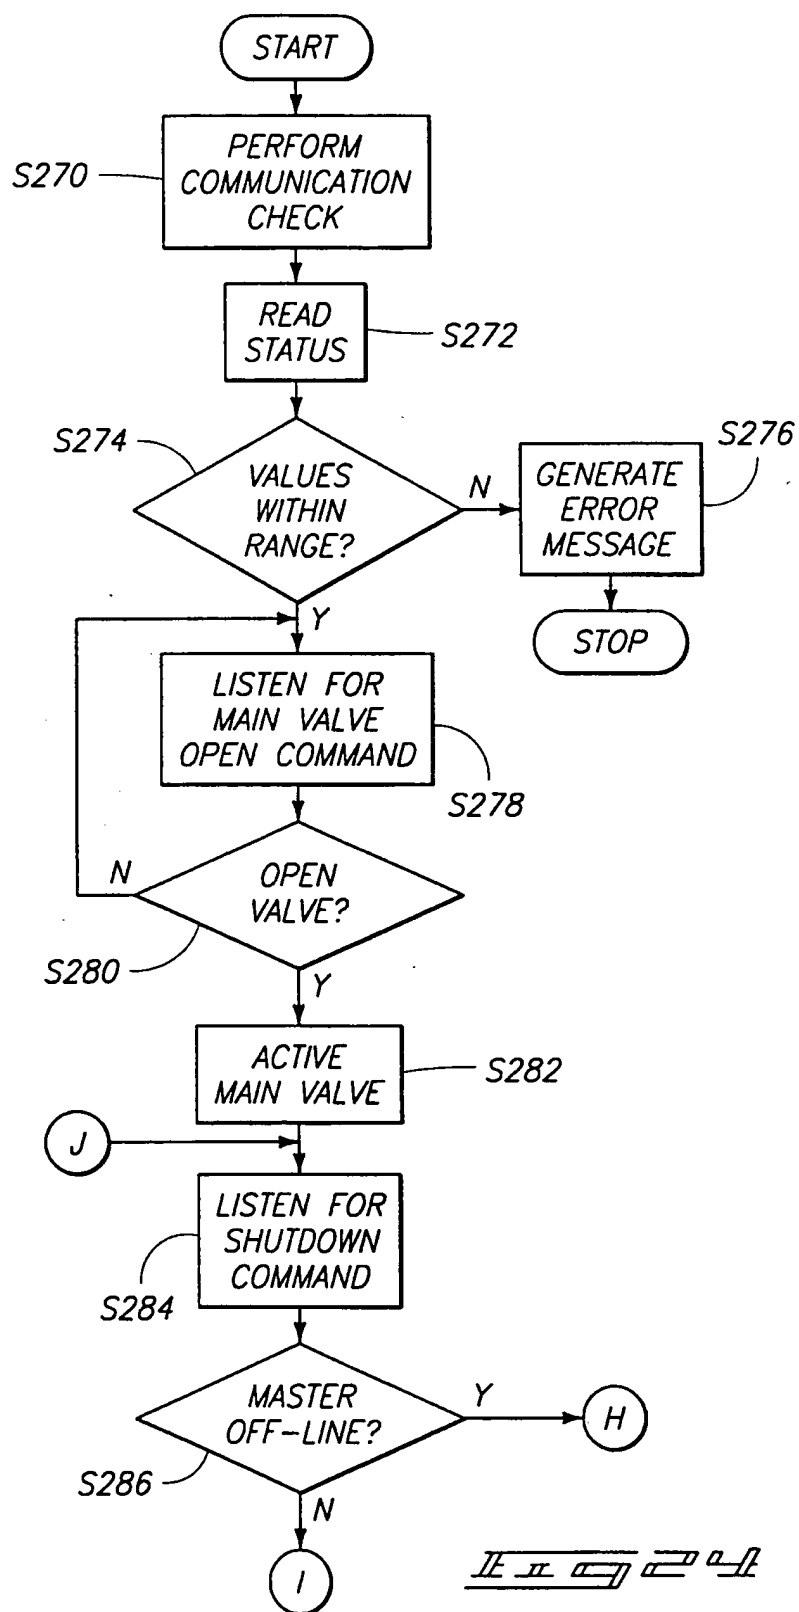 START
PERFORM
COMMUNICATION
CHECK
S270
READ
STATUS
S272
S274
VALUES
WITHIN
RANGE?
N
GENERATE
ERROR
MESSAGE
S276
Y
STOP
LISTEN FOR
MAIN VALVE
OPEN COMMAND
S278
N
OPEN
VALVE?
S280
Y
ACTIVE
MAIN VALVE
S282
J
LISTEN FOR
SHUTDOWN
COMMAND
S284
MASTER
OFF-LINE?
Y
H
S286
N
I
FIG 24